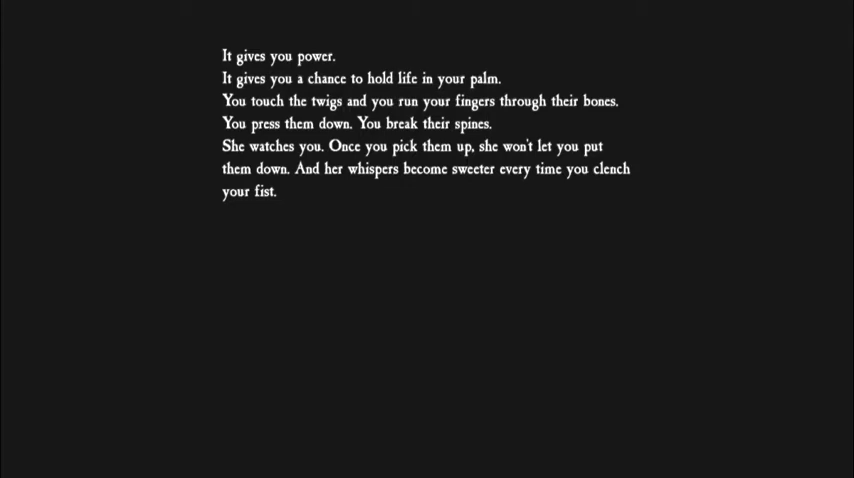 It gives you power.
It gives you a chance to hold life in your palm.
You touch the twigs and you run your fingers through their bones.
You press them down. You break their spines.
She watches you. Once you pick them up, she won't let you put
them down. And her whispers become sweeter every time you clench
your fist.